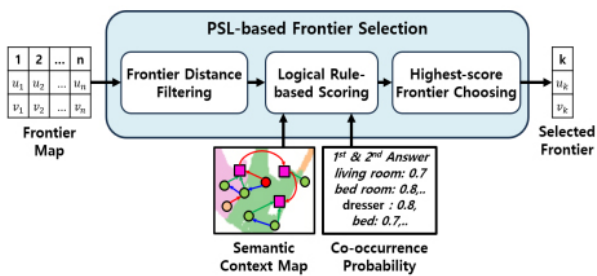 PSL-based Frontier Selection
1 2 ... n
u₁ u₂ ... uₙ
v₁ v₂ ... vₙ
Frontier
Map
Frontier Distance
Filtering
Logical Rule-
based Scoring
Highest-score
Frontier Choosing
k
uₖ
vₖ
Selected
Frontier
1st & 2nd Answer
living room: 0.7
bed room: 0.8,..
dresser : 0.8,
bed: 0.7,..
Semantic
Context Map
Co-occurrence
Probability